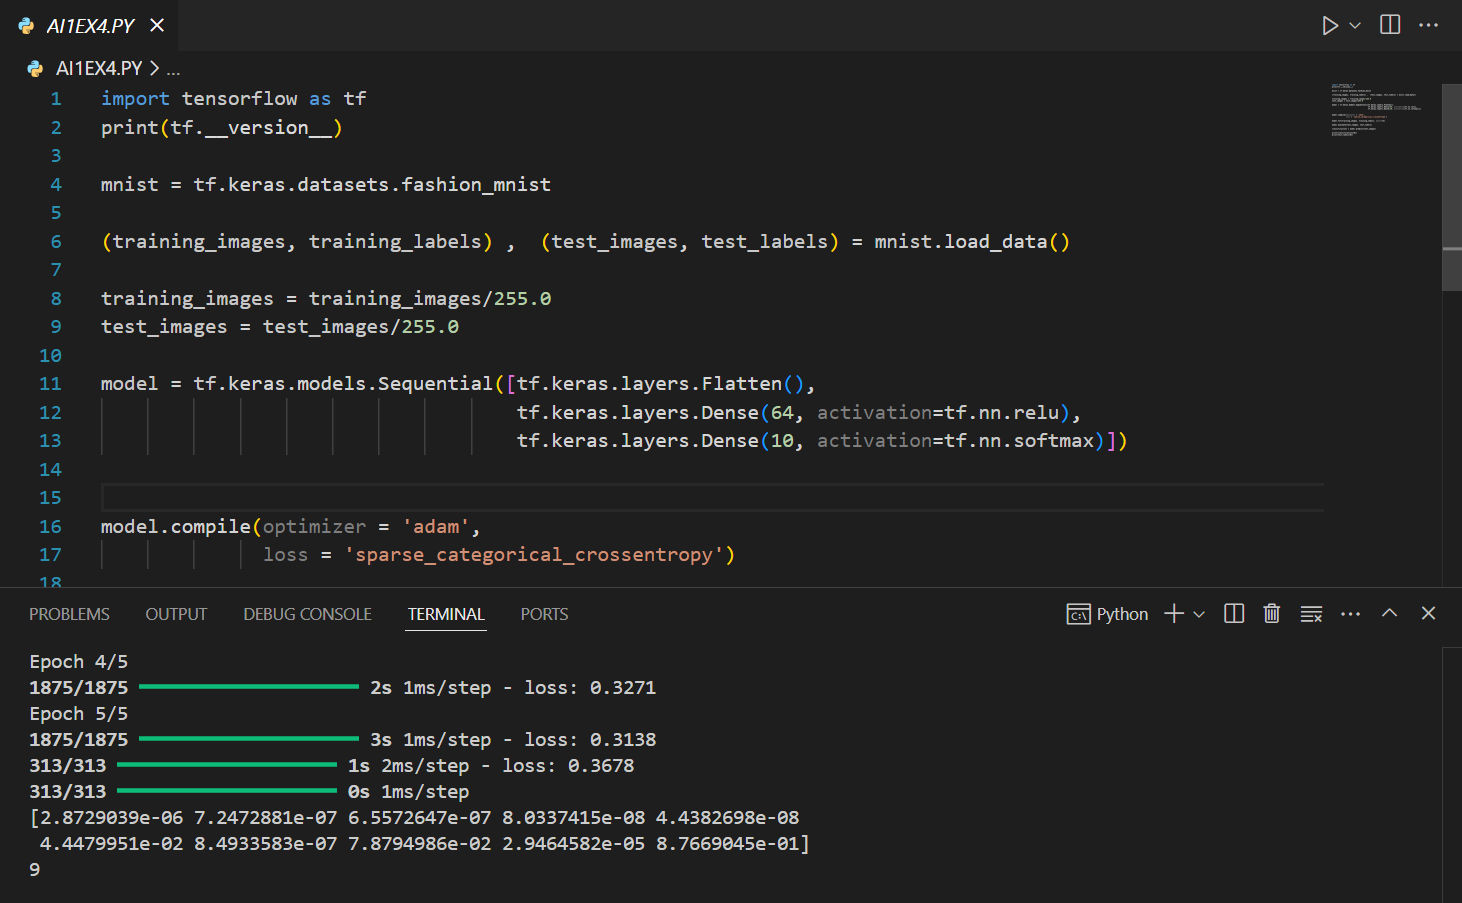 AI1EX4.PY
AI1EX4.PY > ...
1 import tensorflow as tf
2 print(tf.__version__)
3
4 mnist = tf.keras.datasets.fashion_mnist
5
6 (training_images, training_labels) ,  (test_images, test_labels) = mnist.load_data()
7
8 training_images = training_images/255.0
9 test_images = test_images/255.0
10
11 model = tf.keras.models.Sequential([tf.keras.layers.Flatten(),
12                                     tf.keras.layers.Dense(64, activation=tf.nn.relu),
13                                     tf.keras.layers.Dense(10, activation=tf.nn.softmax)])
14
15
16 model.compile(optimizer = 'adam',
17               loss = 'sparse_categorical_crossentropy')
18
PROBLEMS OUTPUT DEBUG CONSOLE TERMINAL PORTS Python
Epoch 4/5
1875/1875 2s 1ms/step - loss: 0.3271
Epoch 5/5
1875/1875 3s 1ms/step - loss: 0.3138
313/313 1s 2ms/step - loss: 0.3678
313/313 0s 1ms/step
[2.8729039e-06 7.2472881e-07 6.5572647e-07 8.0337415e-08 4.4382698e-08
 4.4479951e-02 8.4933583e-07 7.8794986e-02 2.9464582e-05 8.7669045e-01]
9